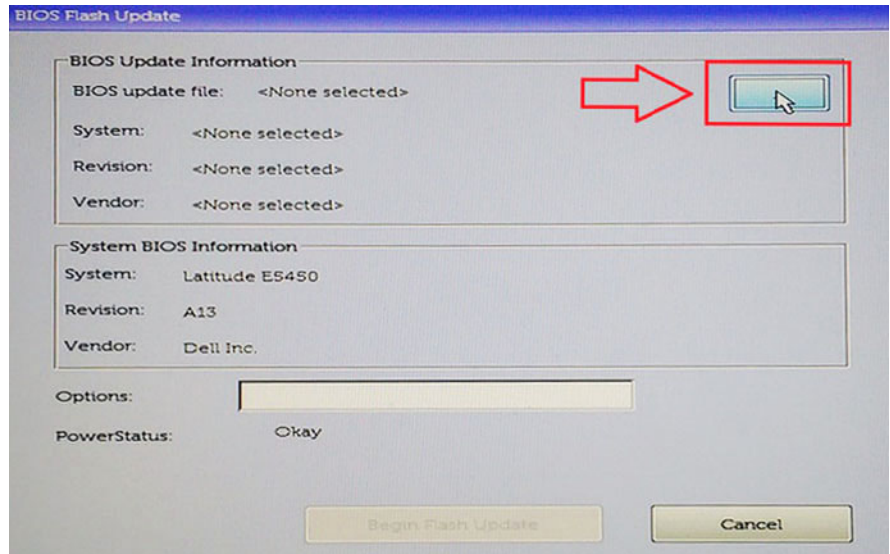 BIOS Flash Update
BIOS Update Information
BIOS update file: <None selected>
System: <None selected>
Revision: <None selected>
Vendor: <None selected>
System BIOS Information
System: Latitude E5450
Revision: A13
Vendor: Dell Inc.
Options:
PowerStatus: Okay
Begin Flash Update Cancel